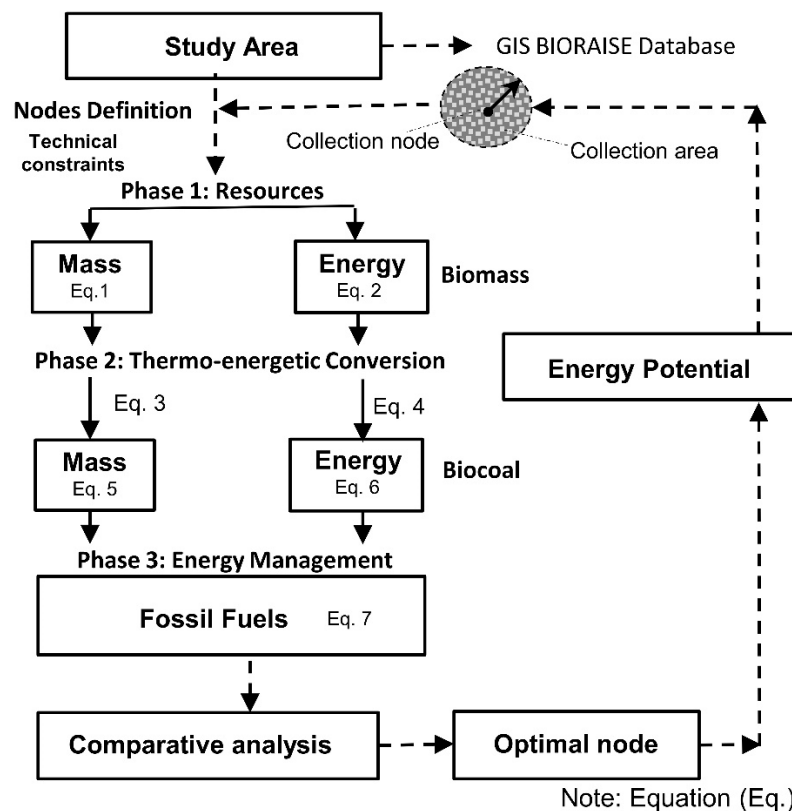 Study Area
GIS BIORAISE Database
Nodes Definition
Technical
constraints
Collection node
Collection area
Phase 1: Resources
Mass
Eq.1
Energy
Eq. 2
Biomass
Phase 2: Thermo-energetic Conversion
Energy Potential
Eq. 3
Eq. 4
Mass
Eq. 5
Energy
Eq. 6
Biocoal
Phase 3: Energy Management
Fossil Fuels Eq. 7
Comparative analysis
Optimal node
Note: Equation (Eq.)